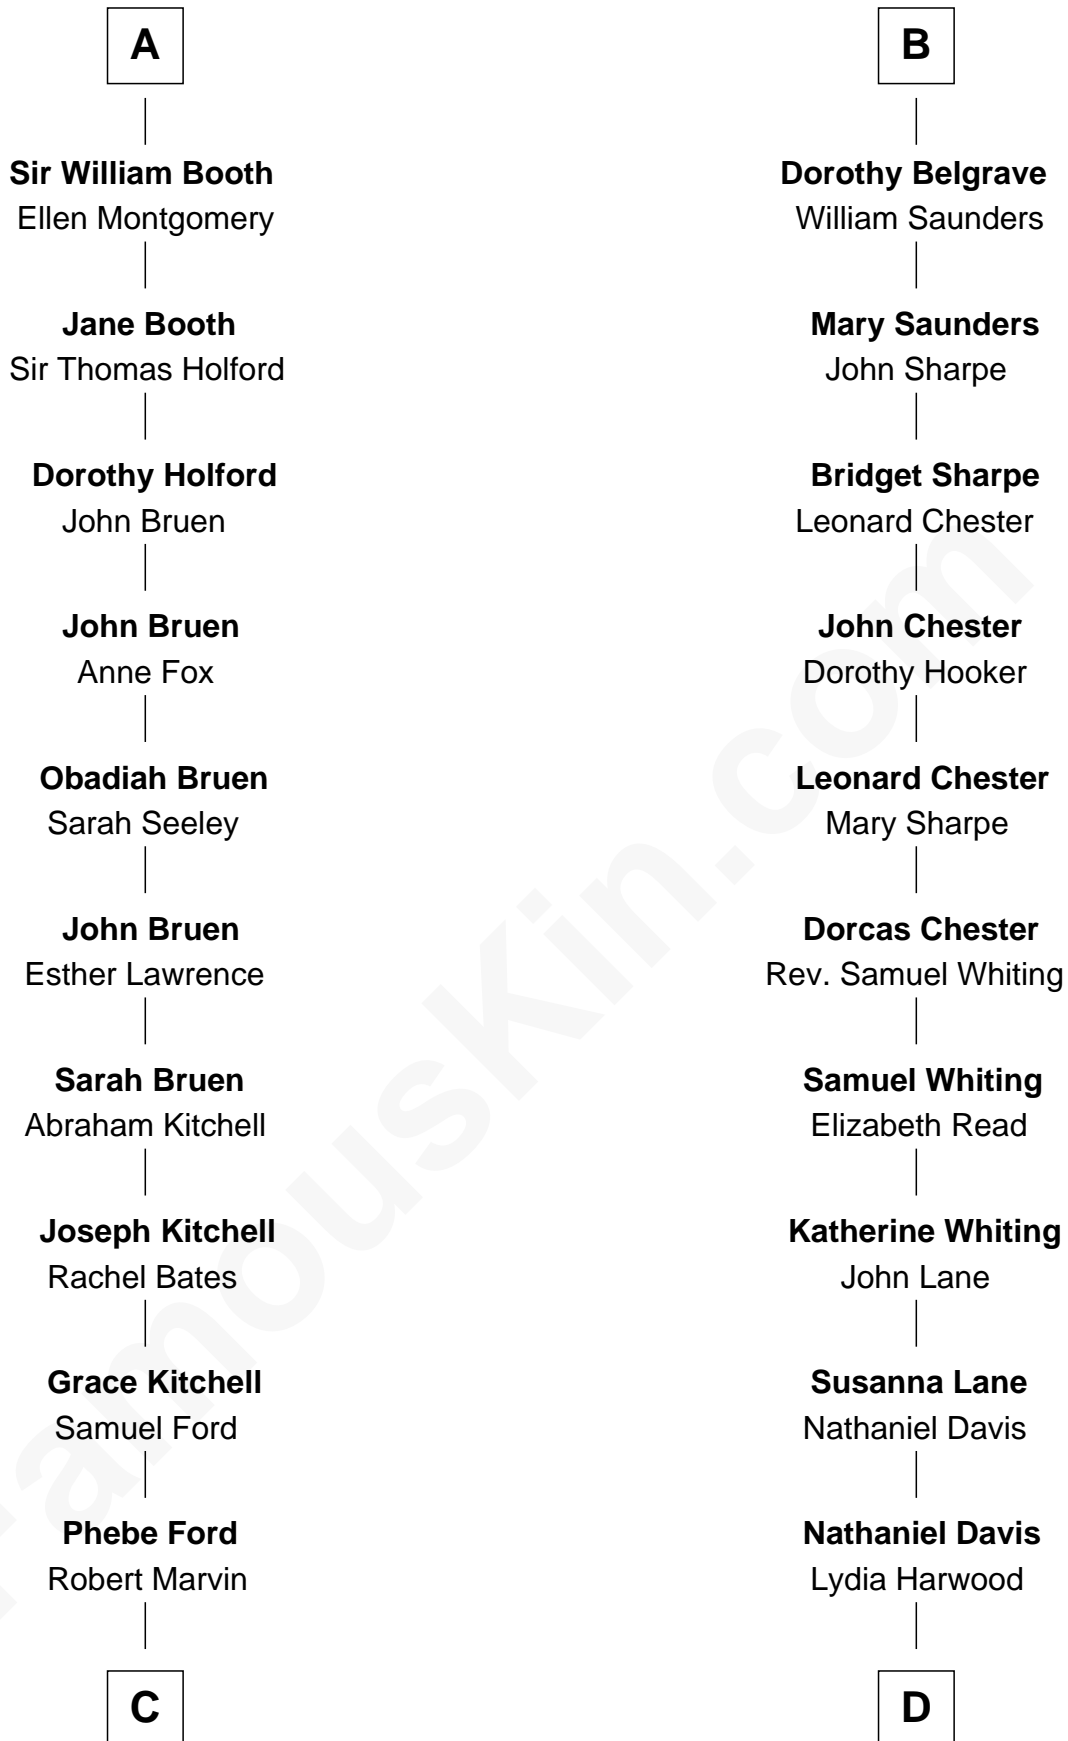 A
Sir William Booth
Ellen Montgomery
Jane Booth
Sir Thomas Holford
Dorothy Holford
John Bruen
John Bruen
Anne Fox
Obadiah Bruen
Sarah Seeley
John Bruen
Esther Lawrence
Sarah Bruen
Abraham Kitchell
Joseph Kitchell
Rachel Bates
Grace Kitchell
Samuel Ford
Phebe Ford
Robert Marvin
C
B
Dorothy Belgrave
William Saunders
Mary Saunders
John Sharpe
Bridget Sharpe
Leonard Chester
John Chester
Dorothy Hooker
Leonard Chester
Mary Sharpe
Dorcas Chester
Rev. Samuel Whiting
Samuel Whiting
Elizabeth Read
Katherine Whiting
John Lane
Susanna Lane
Nathaniel Davis
Nathaniel Davis
Lydia Harwood
D
FamousKin.com